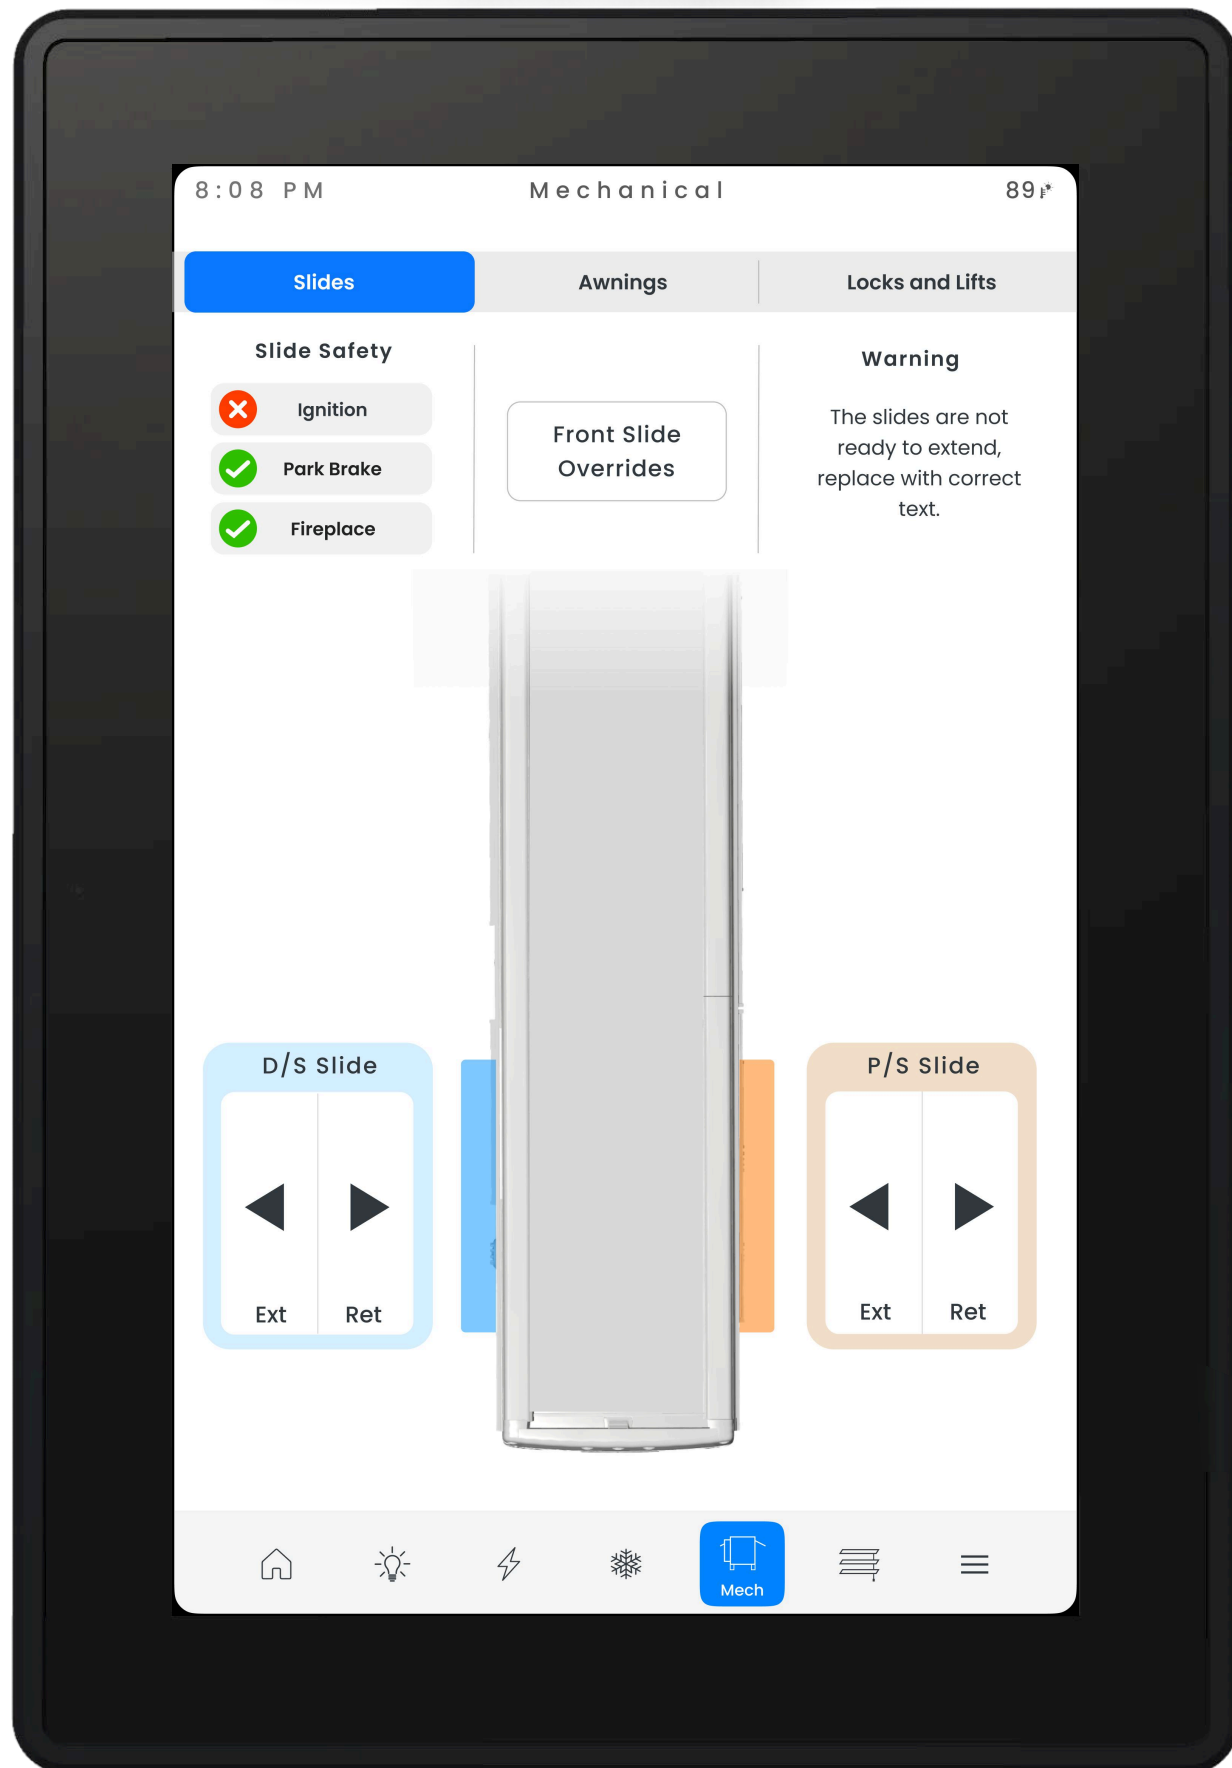 8:08 PM
Mechanical
89
Slides
Awnings
Locks and Lifts
Slide Safety
Ignition
Park Brake
Fireplace
Front Slide
Overrides
Warning
The slides are not
ready to extend,
replace with correct
text.
D/S Slide
Ext
Ret
P/S Slide
Ext
Ret
Mech